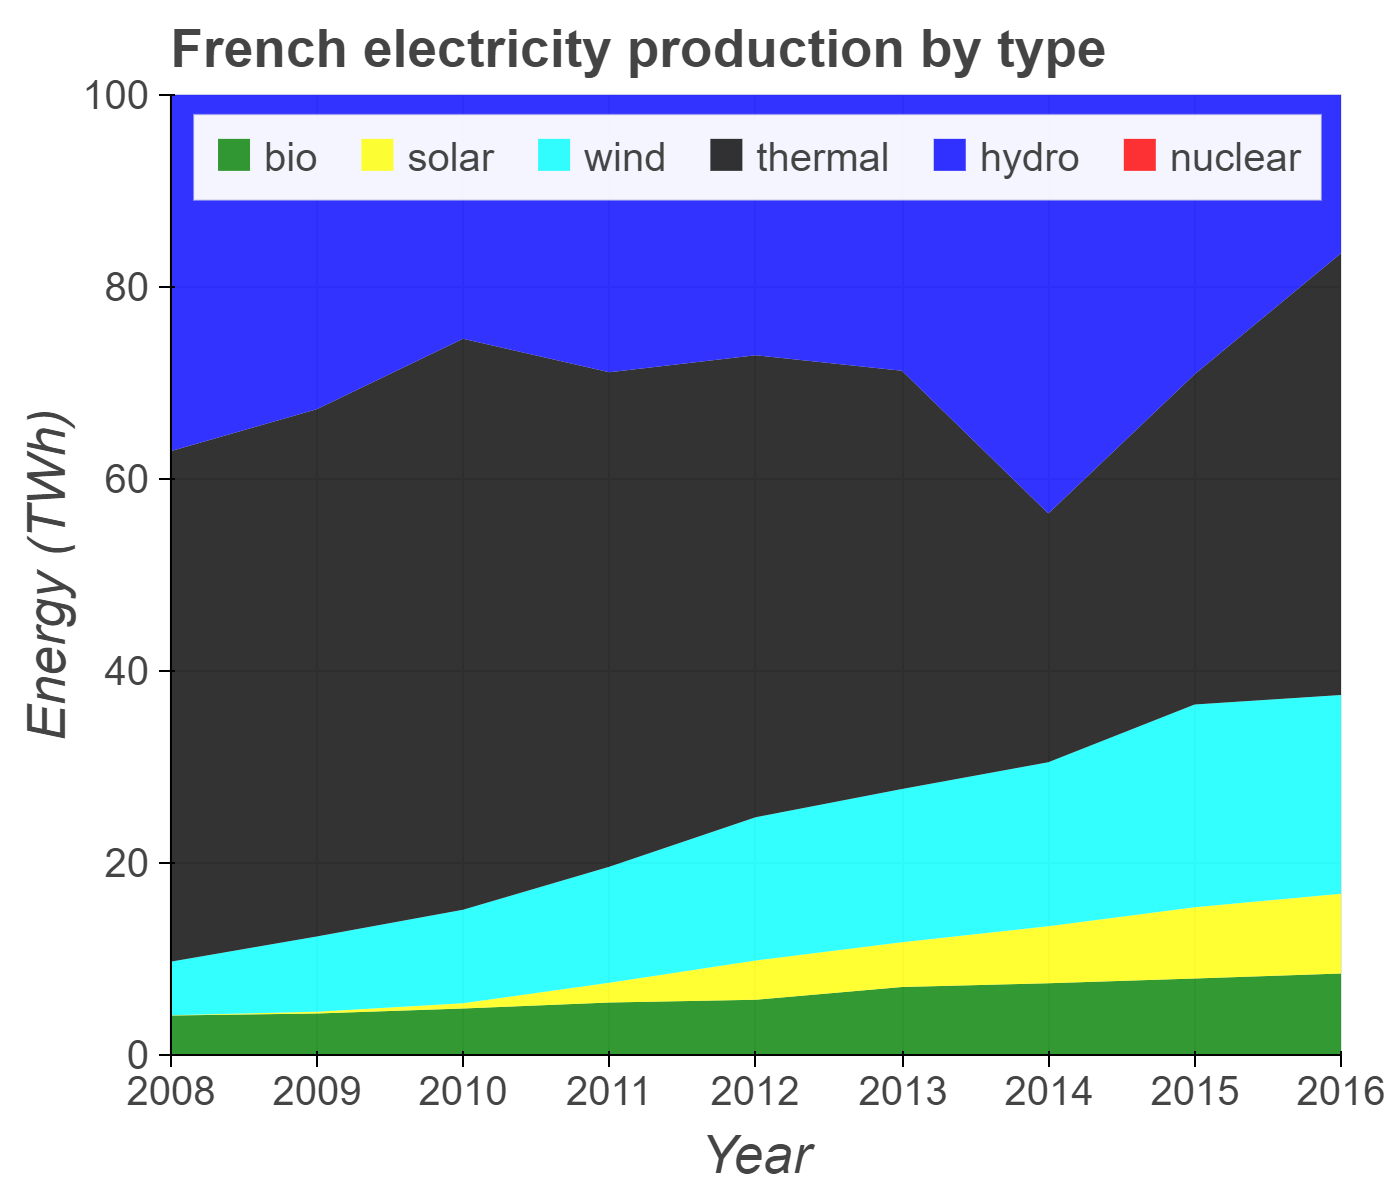 French electricity production by type
100
bio solar wind thermal hydro nuclear
80
60
40
20
0
Energy (TWh)
2008 2009 2010 2011 2012 2013 2014 2015 2016
Year